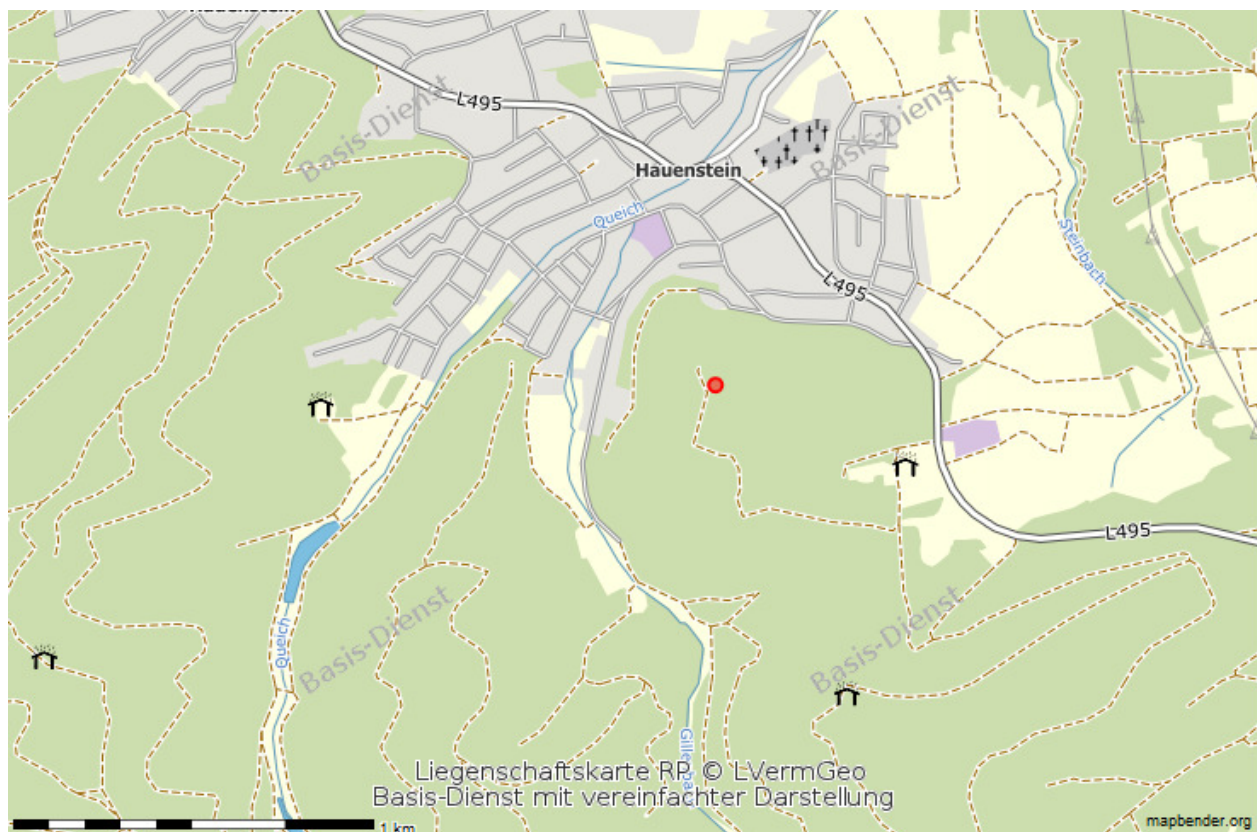 Hauenstein
L495
Basis-Dienst
Basis-Dienst
Hauenstein
Queich
Steinbach
L495
L495
Queich
Basis-Dienst
Basis-Dienst
Liegenschaftskarte RP © LVermGeo
Basis-Dienst mit vereinfachter Darstellung
1 km
mapbender.org